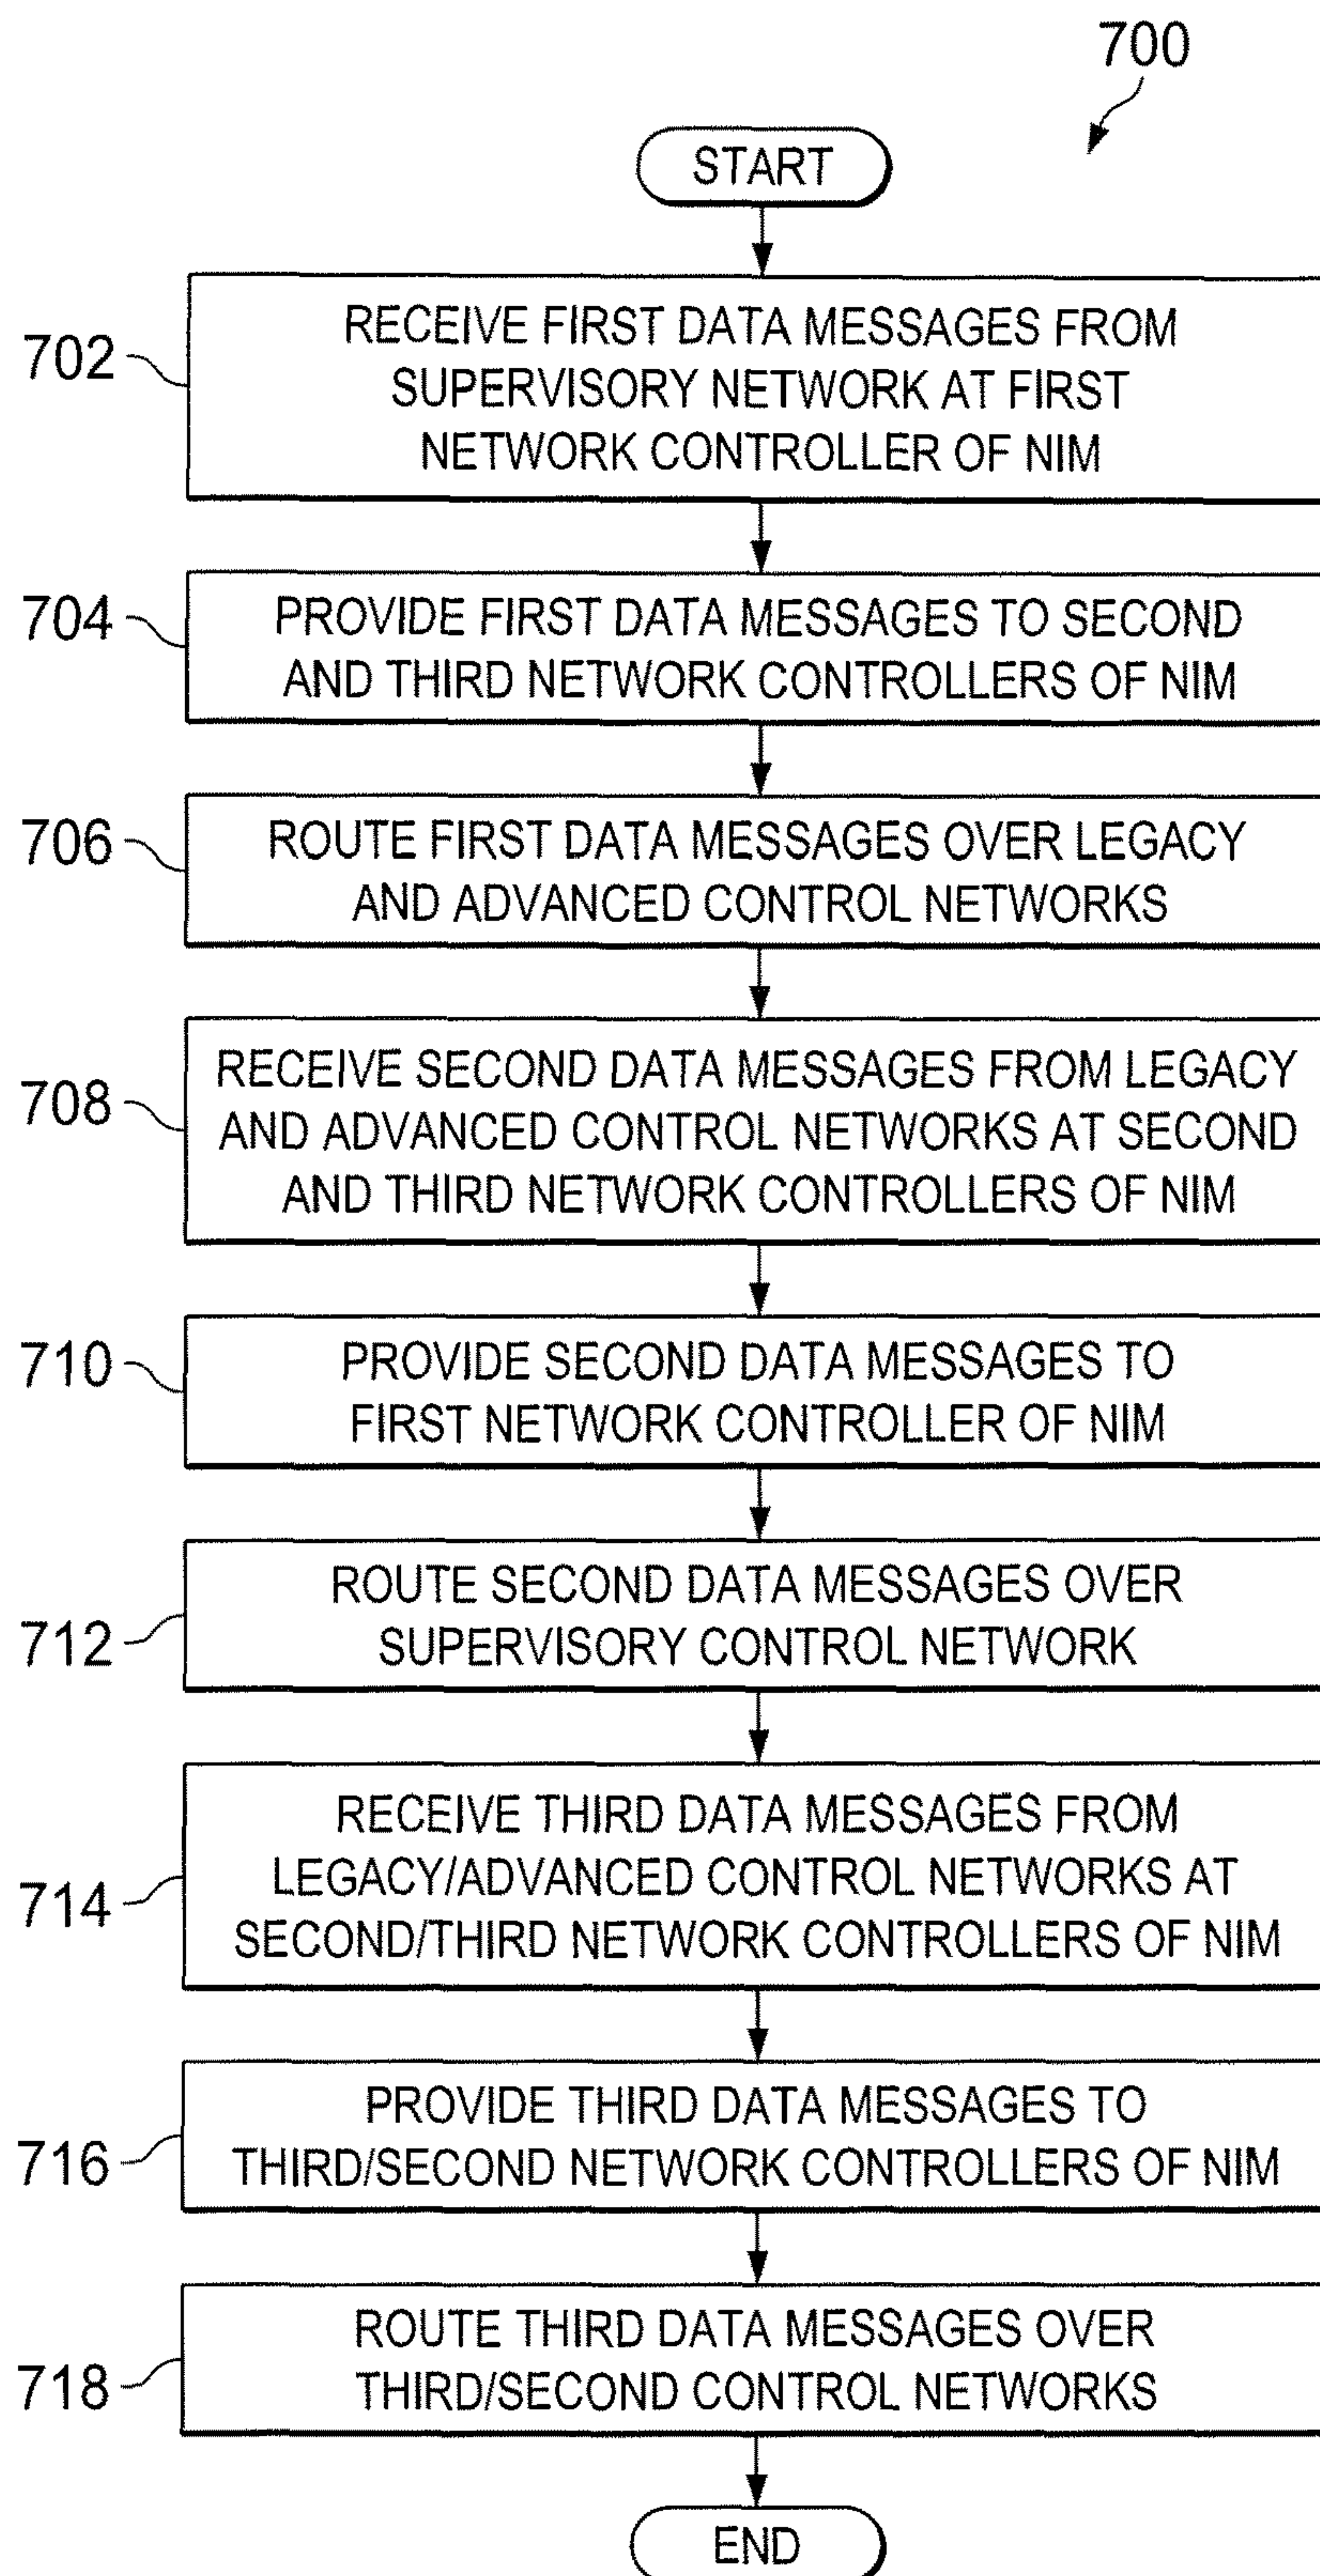 700
START
702
RECEIVE FIRST DATA MESSAGES FROM
SUPERVISORY NETWORK AT FIRST
NETWORK CONTROLLER OF NIM
704
PROVIDE FIRST DATA MESSAGES TO SECOND
AND THIRD NETWORK CONTROLLERS OF NIM
706
ROUTE FIRST DATA MESSAGES OVER LEGACY
AND ADVANCED CONTROL NETWORKS
708
RECEIVE SECOND DATA MESSAGES FROM LEGACY
AND ADVANCED CONTROL NETWORKS AT SECOND
AND THIRD NETWORK CONTROLLERS OF NIM
710
PROVIDE SECOND DATA MESSAGES TO
FIRST NETWORK CONTROLLER OF NIM
712
ROUTE SECOND DATA MESSAGES OVER
SUPERVISORY CONTROL NETWORK
714
RECEIVE THIRD DATA MESSAGES FROM
LEGACY/ADVANCED CONTROL NETWORKS AT
SECOND/THIRD NETWORK CONTROLLERS OF NIM
716
PROVIDE THIRD DATA MESSAGES TO
THIRD/SECOND NETWORK CONTROLLERS OF NIM
718
ROUTE THIRD DATA MESSAGES OVER
THIRD/SECOND CONTROL NETWORKS
END